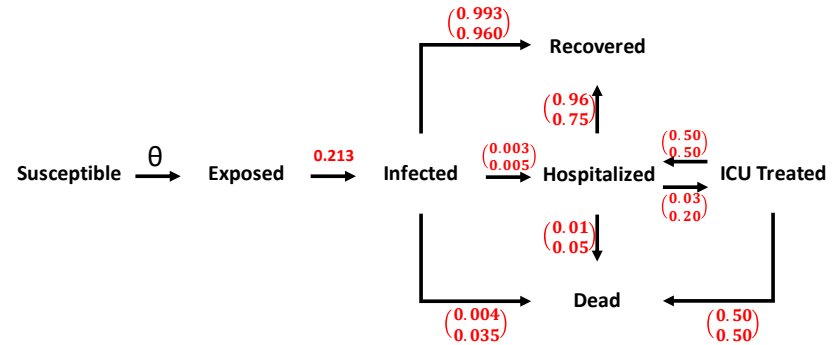 (0.993
0.960)
Recovered
(0.96
0.75)
θ
0.213
(0.003
0.005)
(0.50
0.50)
Susceptible
Exposed
Infected
Hospitalized
ICU Treated
(0.03
0.20)
(0.01
0.05)
Dead
(0.004
0.035)
(0.50
0.50)